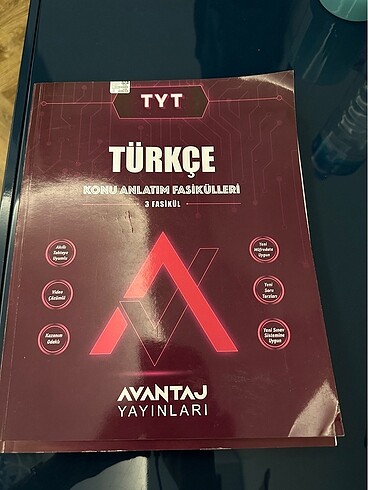 TYT
TÜRKÇE
KONU ANLATIM FASİKÜLLERİ
3 FASİKÜL
Akıllı
Tahtaya
Uyumlu
Video
Çözümlü
Kazanım
Odaklı
Yeni
Müfredata
Uygun
Yeni
Soru
Tarzları
Yeni Sınav
Sistemine
Uygun
AVANTAJ
YAYINLARI